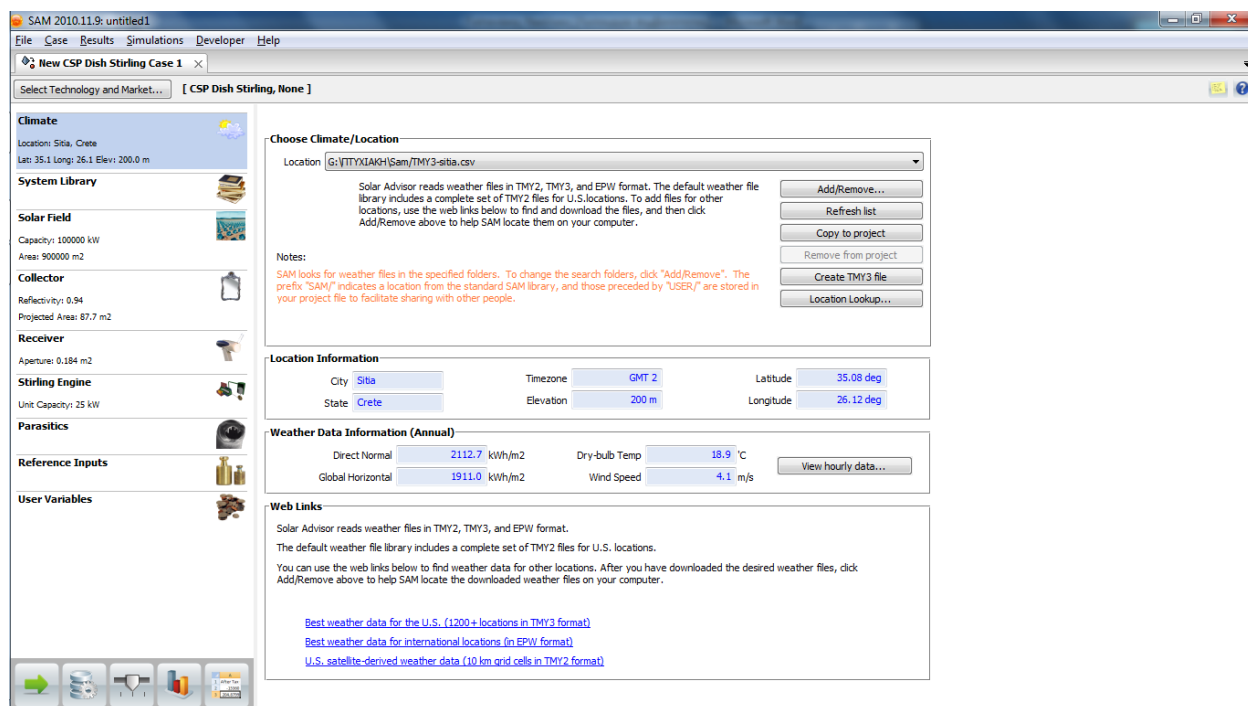 SAM 2010.11.9: untitled1
File Case Results Simulations Developer Help
New CSP Dish Stirling Case 1
Select Technology and Market... [ CSP Dish Stirling, None ]
Climate
Location: Sitia, Crete
Lat: 35.1 Long: 26.1 Elev: 200.0 m
System Library
Solar Field
Capacity: 100000 kW
Area: 900000 m2
Collector
Reflectivity: 0.94
Projected Area: 87.7 m2
Receiver
Aperture: 0.184 m2
Stirling Engine
Unit Capacity: 25 kW
Parasitics
Reference Inputs
User Variables
Choose Climate/Location
Location G:\ΠΤΥΧΙΑΚΗ\Sam/TMY3-sitia.csv
Solar Advisor reads weather files in TMY2, TMY3, and EPW format. The default weather file
library includes a complete set of TMY2 files for U.S.locations. To add files for other
locations, use the web links below to find and download the files, and then click
Add/Remove above to help SAM locate them on your computer.
Add/Remove...
Refresh list
Copy to project
Remove from project
Create TMY3 file
Location Lookup...
Notes:
SAM looks for weather files in the specified folders. To change the search folders, click "Add/Remove". The
prefix "SAM/" indicates a location from the standard SAM library, and those preceded by "USER/" are stored in
your project file to facilitate sharing with other people.
Location Information
City Sitia Timezone GMT 2 Latitude 35.08 deg
State Crete Elevation 200 m Longitude 26.12 deg
Weather Data Information (Annual)
Direct Normal 2112.7 kWh/m2 Dry-bulb Temp 18.9 'C
Global Horizontal 1911.0 kWh/m2 Wind Speed 4.1 m/s
View hourly data...
Web Links
Solar Advisor reads weather files in TMY2, TMY3, and EPW format.
The default weather file library includes a complete set of TMY2 files for U.S. locations.
You can use the web links below to find weather data for other locations. After you have downloaded the desired weather files, click
Add/Remove above to help SAM locate the downloaded weather files on your computer.
Best weather data for the U.S. (1200+ locations in TMY3 format)
Best weather data for international locations (in EPW format)
U.S. satellite-derived weather data (10 km grid cells in TMY2 format)
After Tax